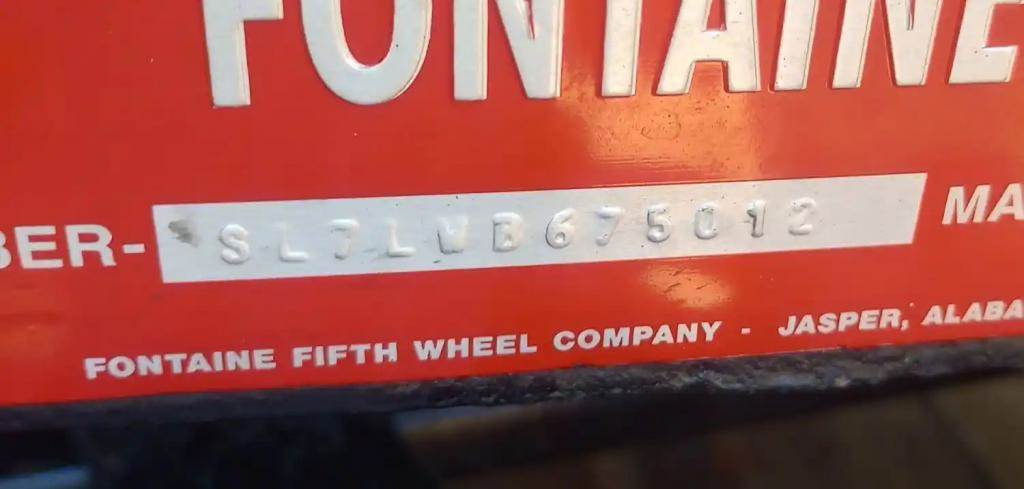 FONTAINE
BER- SL7LWB675012 MA
FONTAINE FIFTH WHEEL COMPANY - JASPER, ALABA